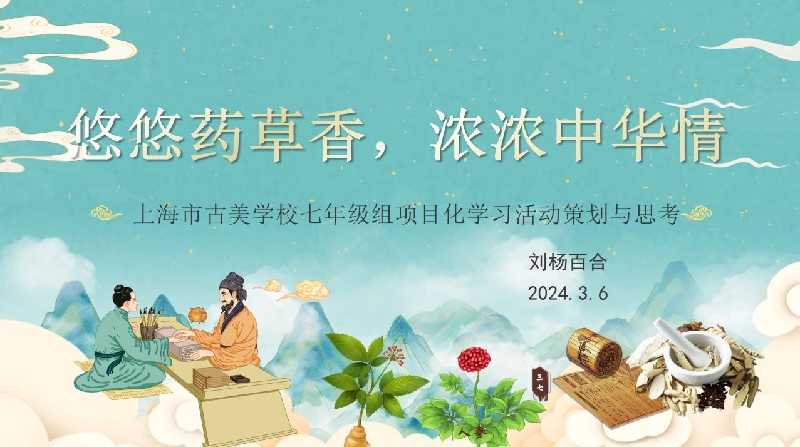 悠悠药草香，浓浓中华情
上海市古美学校七年级组项目化学习活动策划与思考
刘杨百合
2024.3.6
三七